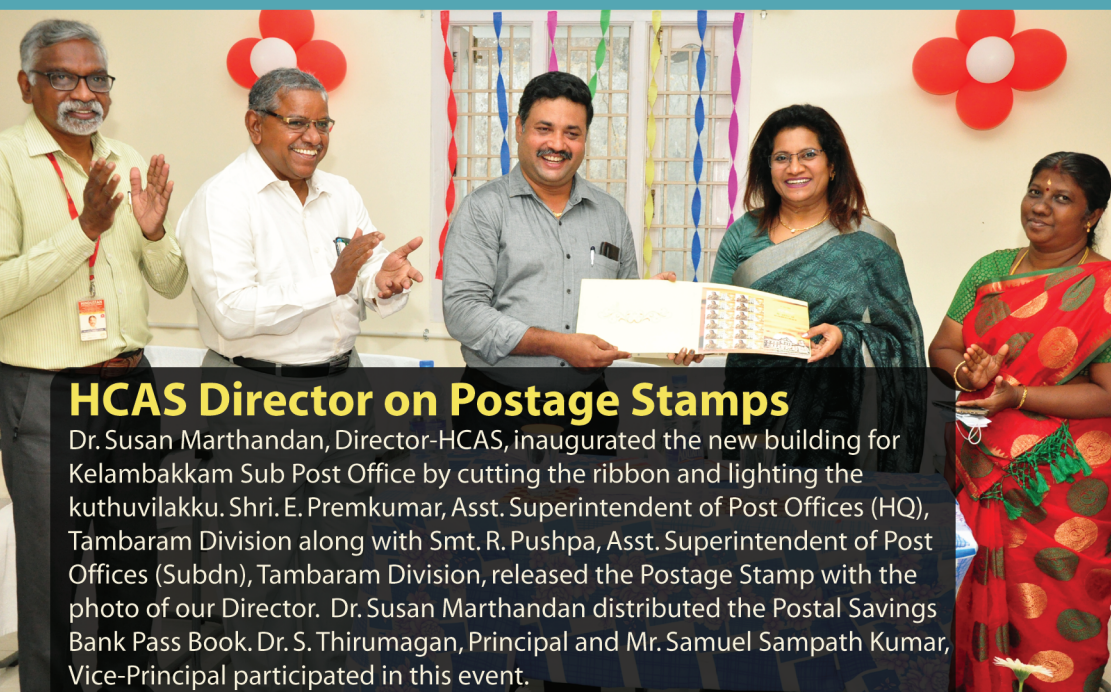 HCAS Director on Postage Stamps
Dr. Susan Marthandan, Director-HCAS, inaugurated the new building for
Kelambakkam Sub Post Office by cutting the ribbon and lighting the
kuthuvilakku. Shri. E. Premkumar, Asst. Superintendent of Post Offices (HQ),
Tambaram Division along with Smt. R. Pushpa, Asst. Superintendent of Post
Offices (Subdn), Tambaram Division, released the Postage Stamp with the
photo of our Director.  Dr. Susan Marthandan distributed the Postal Savings
Bank Pass Book. Dr. S. Thirumagan, Principal and Mr. Samuel Sampath Kumar,
Vice-Principal participated in this event.